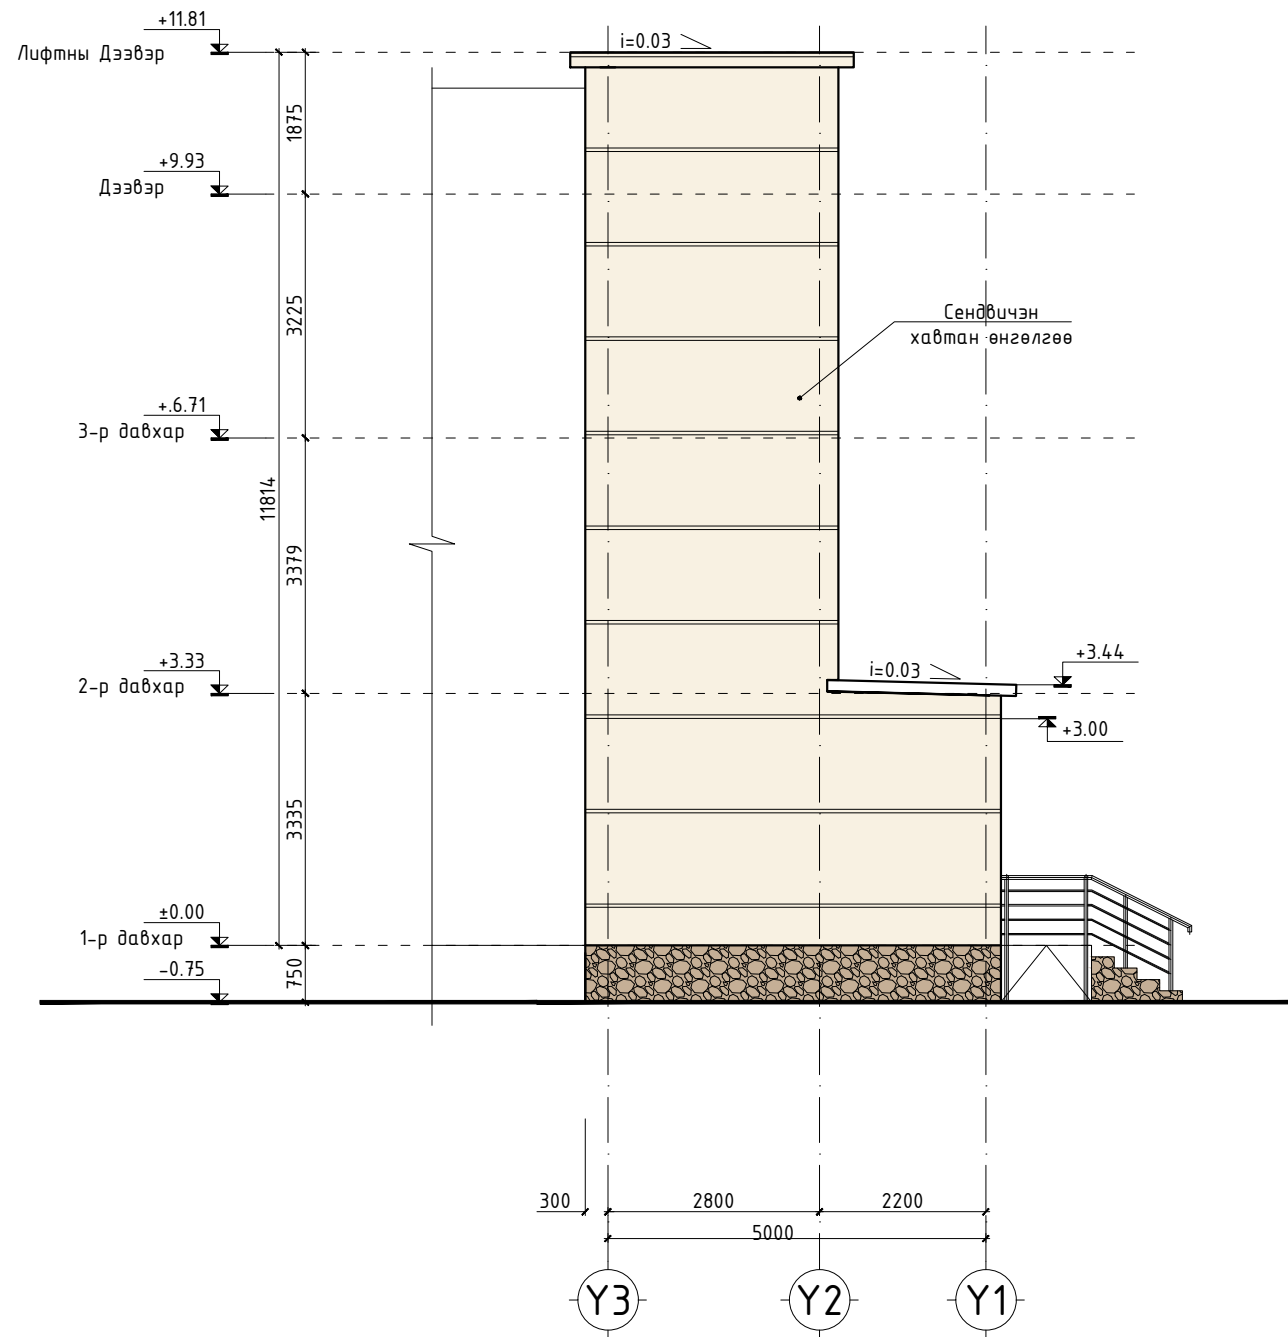 +11.81
Лифтны Дээвэр
i=0.03
1875
+9.93
Дээвэр
3225
Сендвичэн
хавтан өнгөлгөө
+.6.71
3-р давхар
11814
3379
+3.33
2-р давхар
i=0.03
+3.44
+3.00
3335
±0.00
1-р давхар
-0.75
750
300
2800
2200
5000
Y3
Y2
Y1